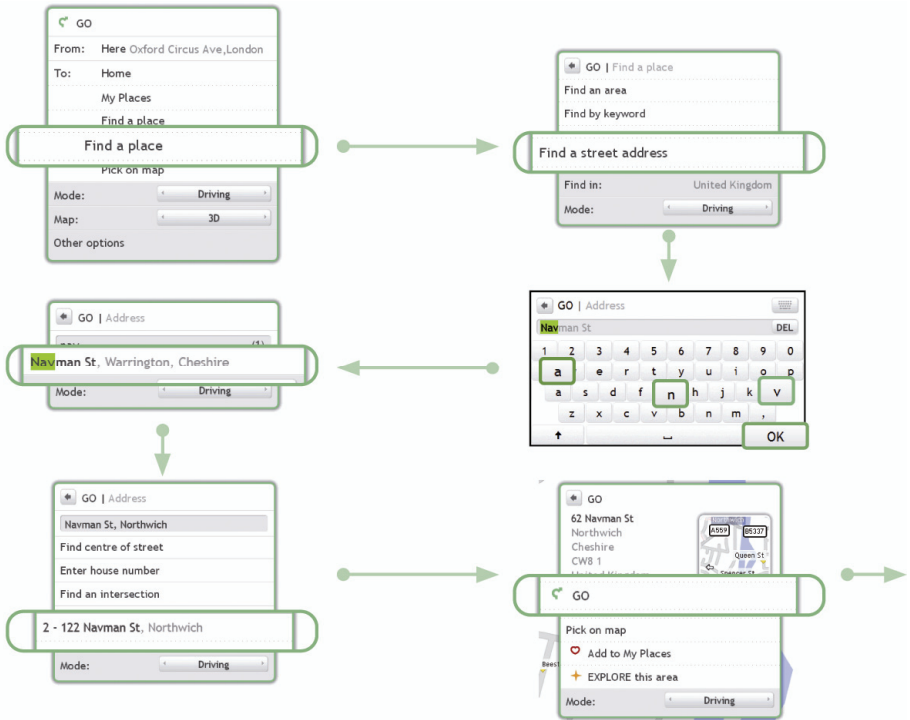 GO
From: Here Oxford Circus Ave,London
To: Home
My Places
Find a place
Find a place
Pick on map
Mode: Driving
Map: 3D
Other options
GO | Find a place
Find an area
Find by keyword
Find a street address
Find in: United Kingdom
Mode: Driving
GO | Address
Navman St DEL
1 2 3 4 5 6 7 8 9 0
a e r t y u i o p
a s d f n h j k v
z x c v b n m ,
OK
GO | Address
nav (1)
Navman St, Warrington, Cheshire
Mode: Driving
GO | Address
Navman St, Northwich
Find centre of street
Enter house number
Find an intersection
2 - 122 Navman St, Northwich
Mode: Driving
GO
62 Navman St
Northwich
Cheshire
CW8 1
United Kingdom
A559 B5337
Queen St
Spencer St
GO
Pick on map
Add to My Places
EXPLORE this area
Mode: Driving